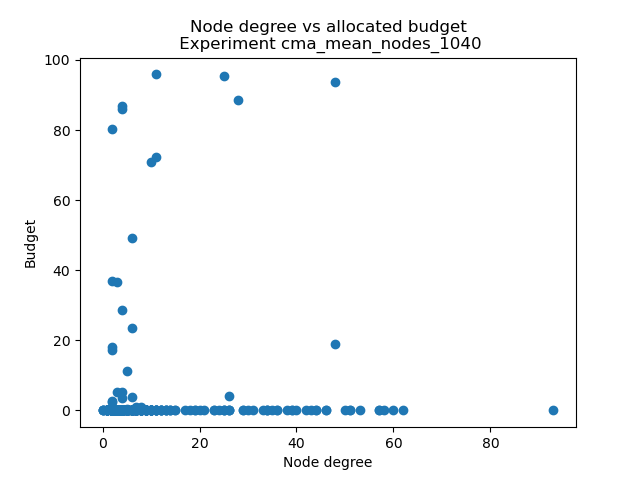 Node degree vs allocated budget
Experiment cma_mean_nodes_1040
100
80
60
40
20
0
Budget
0 20 40 60 80
Node degree